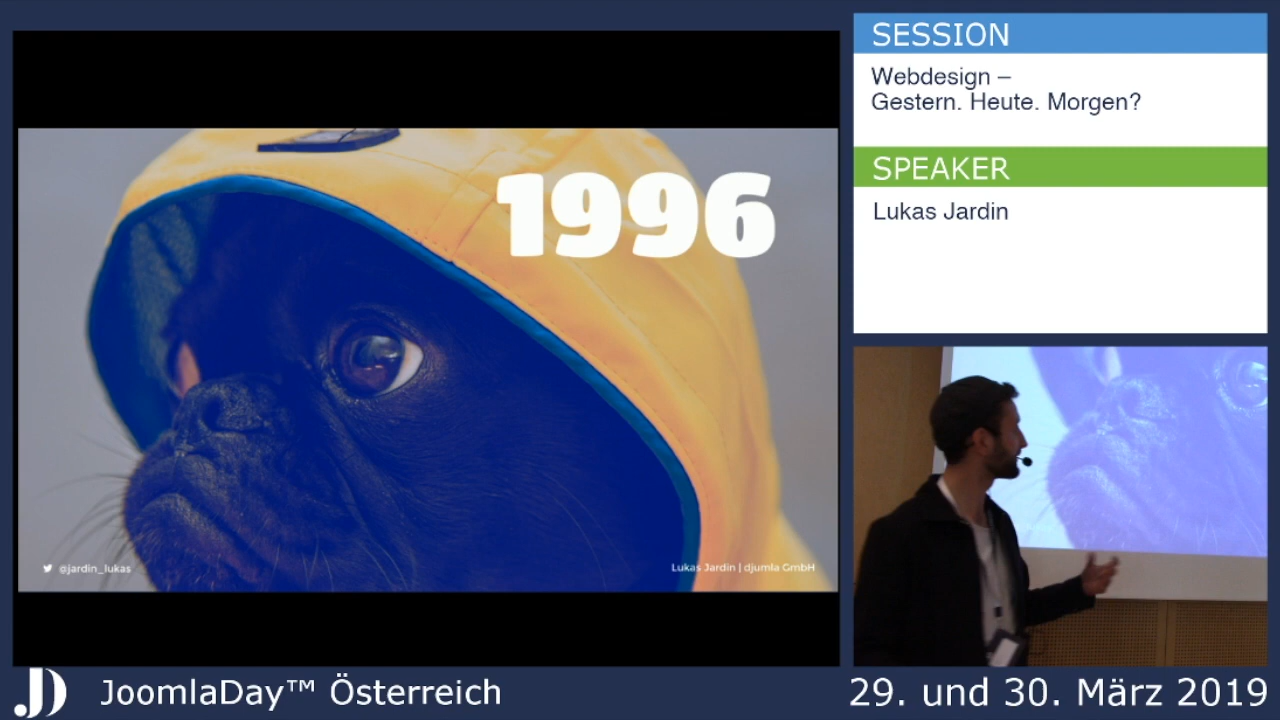 1996
@jardin_lukas
Lukas Jardin | djumla GmbH
SESSION
Webdesign –
Gestern. Heute. Morgen?
SPEAKER
Lukas Jardin
JD JoomlaDay™ Österreich
29. und 30. März 2019